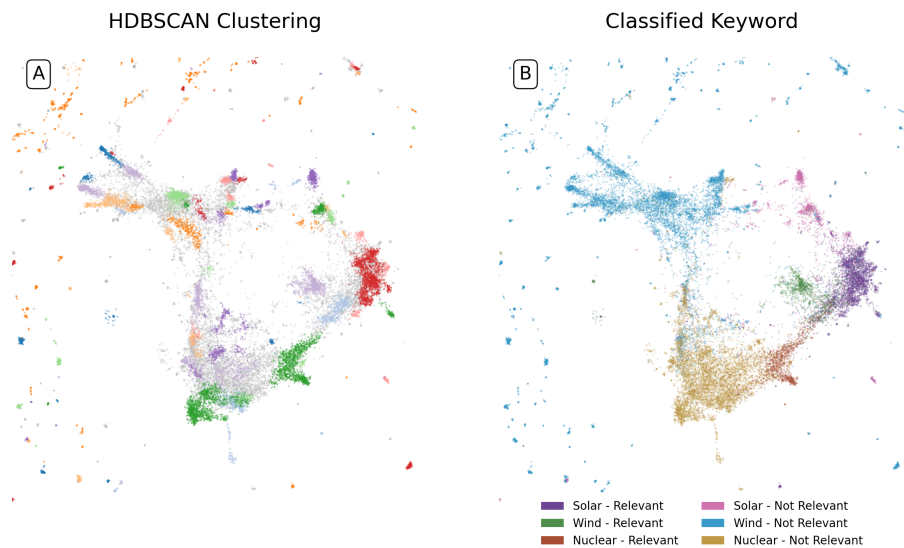 HDBSCAN Clustering
Classified Keyword
A
B
Solar - Relevant
Solar - Not Relevant
Wind - Relevant
Wind - Not Relevant
Nuclear - Relevant
Nuclear - Not Relevant